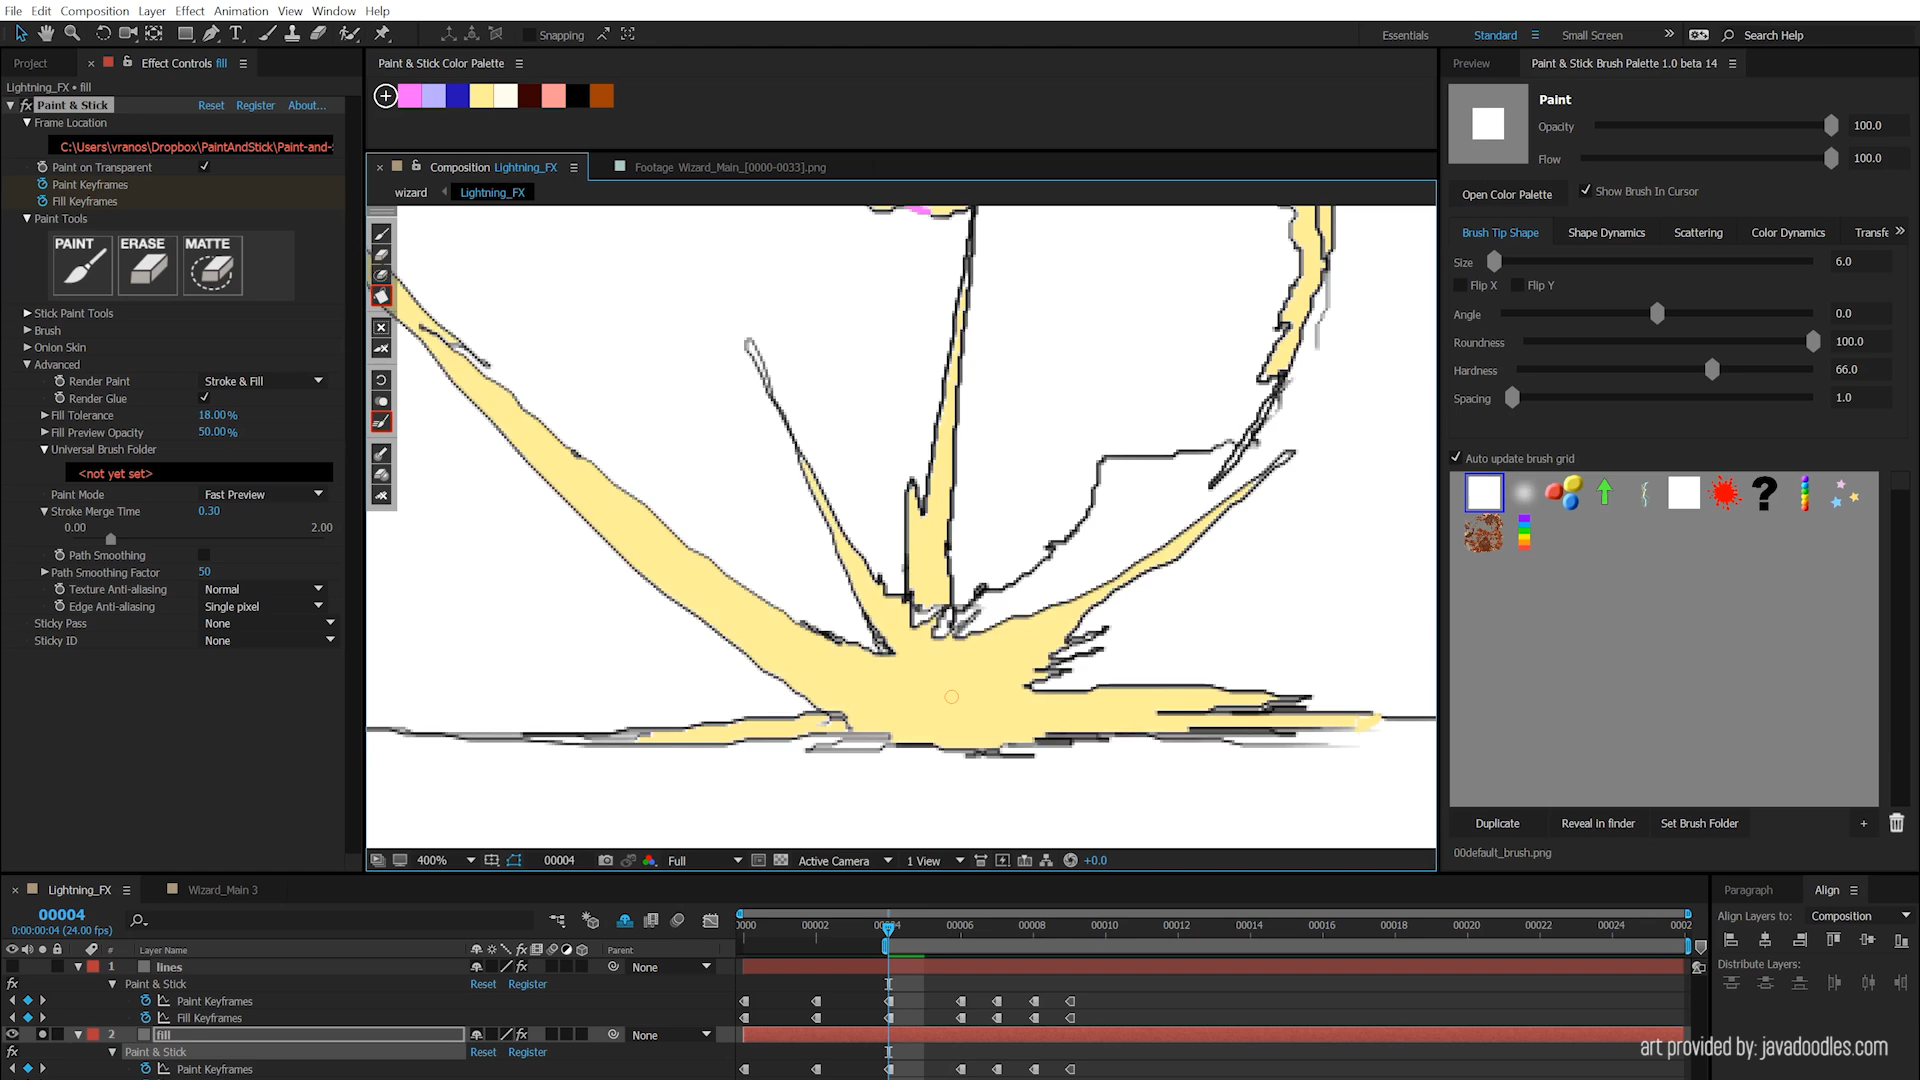 File Edit Composition Layer Effect Animation View Window Help
Snapping
Essentials Standard Small Screen Search Help
Project Effect Controls fill
Lightning_FX • fill
Paint & Stick Reset Register About...
Frame Location
C:\Users\vranos\Dropbox\PaintAndStick\Paint-and-
Paint on Transparent
Paint Keyframes
Fill Keyframes
Paint Tools
PAINT ERASE MATTE
Stick Paint Tools
Brush
Onion Skin
Advanced
Render Paint Stroke & Fill
Render Glue
Fill Tolerance 18.00%
Fill Preview Opacity 50.00%
Universal Brush Folder
<not yet set>
Paint Mode Fast Preview
Stroke Merge Time 0.30
0.00 2.00
Path Smoothing
Path Smoothing Factor 50
Texture Anti-aliasing Normal
Edge Anti-aliasing Single pixel
Sticky Pass None
Sticky ID None
Paint & Stick Color Palette
Composition Lightning_FX Footage Wizard_Main_[0000-0033].png
wizard Lightning_FX
400% 00004 Full Active Camera 1 View +0.0
Preview Paint & Stick Brush Palette 1.0 beta 14
Paint
Opacity 100.0
Flow 100.0
Open Color Palette Show Brush In Cursor
Brush Tip Shape Shape Dynamics Scattering Color Dynamics Transfe
Size 6.0
Flip X Flip Y
Angle 0.0
Roundness 100.0
Hardness 66.0
Spacing 1.0
Auto update brush grid
Duplicate Reveal in finder Set Brush Folder +
00default_brush.png
Lightning_FX Wizard_Main 3
00004
0:00:00:04 (24.00 fps)
0000 00002 00004 00006 00008 00010 00012 00014 00016 00018 00020 00022 00024 0002
# Layer Name Parent
1 lines None
Paint & Stick Reset Register
Paint Keyframes
Fill Keyframes
2 fill None
Paint & Stick Reset Register
Paint Keyframes
Paragraph Align
Align Layers to: Composition
Distribute Layers:
art provided by: javadoodles.com